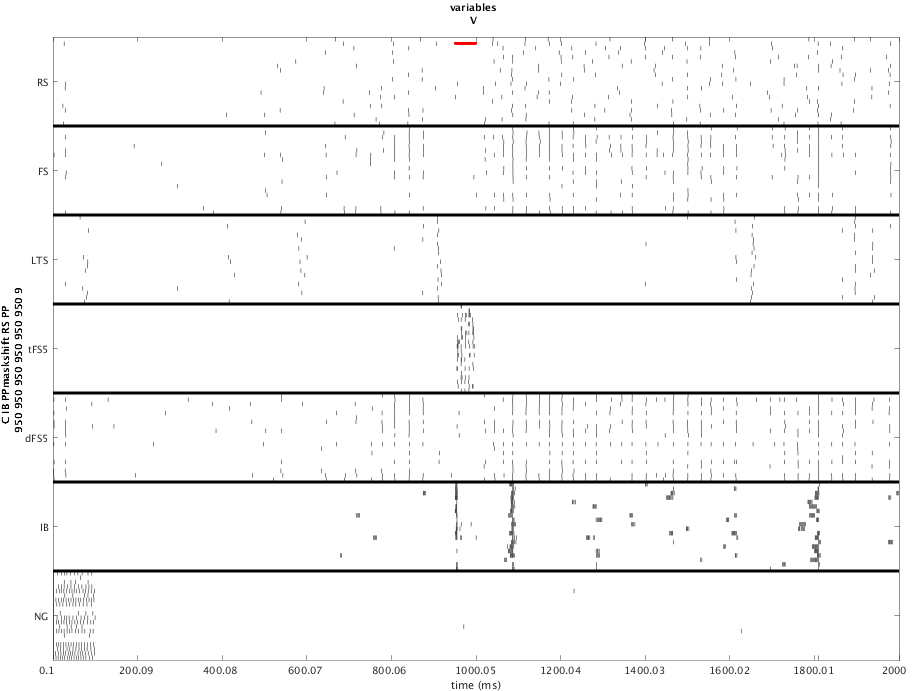 variables
V
RS
FS
LTS
tFS5
dFS5
IB
NG
C IB PPmaskshift RS PP
950 950 950 950 950 9
0.1 200.09 400.08 600.07 800.06 1000.05 1200.04 1400.03 1600.02 1800.01 2000
time (ms)